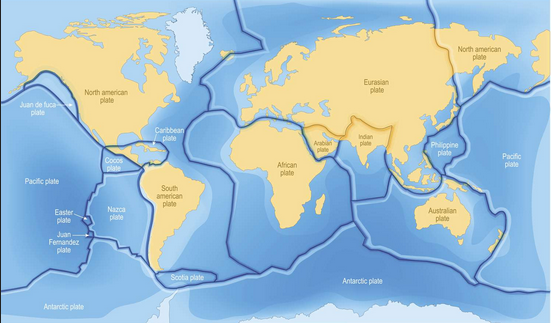 North american
plate
North american
plate
Eurasian
plate
Juan de fuca
plate
Caribbean
plate
Cocos
plate
Arabian
plate
Indian
plate
Philippine
plate
Pacific
plate
Pacific plate
Nazca
plate
South
american
plate
African
plate
Easter
plate
Juan
Fernandez
plate
Australian
plate
Scotia plate
Antarctic plate
Antarctic plate